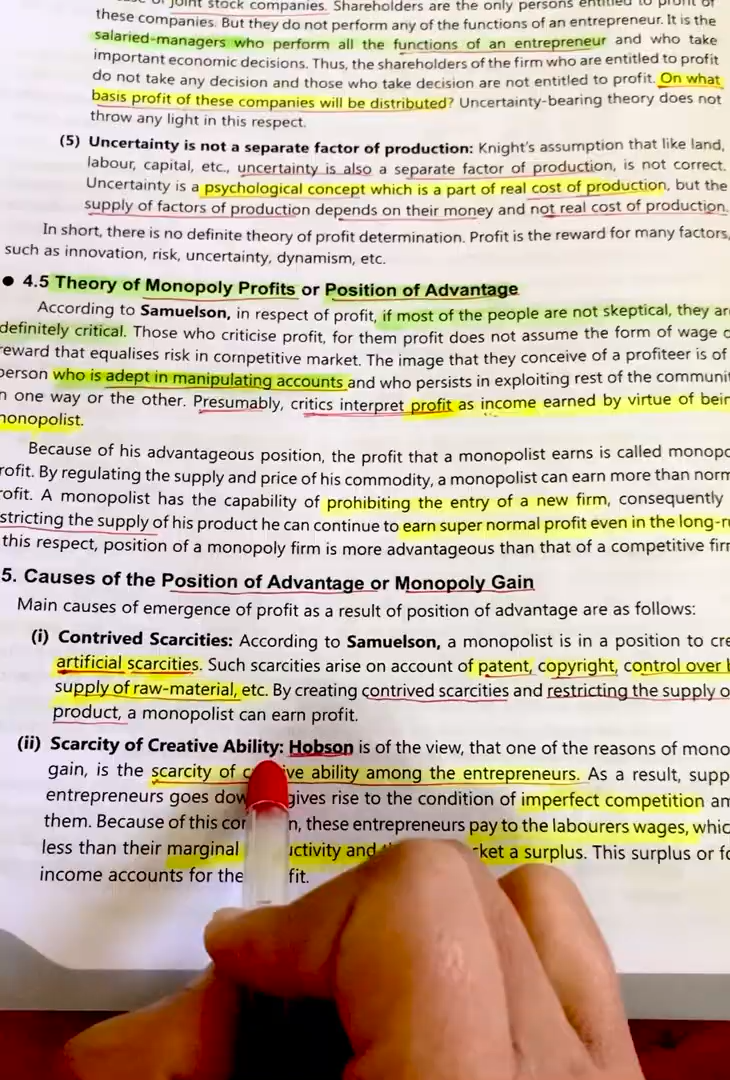 of joint stock companies. Shareholders are the only persons entitled to profit of
these companies. But they do not perform any of the functions of an entrepreneur. It is the
salaried-managers who perform all the functions of an entrepreneur and who take
important economic decisions. Thus, the shareholders of the firm who are entitled to profit
do not take any decision and those who take decision are not entitled to profit. On what
basis profit of these companies will be distributed? Uncertainty-bearing theory does not
throw any light in this respect.
(5) Uncertainty is not a separate factor of production: Knight's assumption that like land,
labour, capital, etc., uncertainty is also a separate factor of production, is not correct.
Uncertainty is a psychological concept which is a part of real cost of production, but the
supply of factors of production depends on their money and not real cost of production.
In short, there is no definite theory of profit determination. Profit is the reward for many factors,
such as innovation, risk, uncertainty, dynamism, etc.
● 4.5 Theory of Monopoly Profits or Position of Advantage
According to Samuelson, in respect of profit, if most of the people are not skeptical, they ar
definitely critical. Those who criticise profit, for them profit does not assume the form of wage o
reward that equalises risk in cornpetitive market. The image that they conceive of a profiteer is of
person who is adept in manipulating accounts and who persists in exploiting rest of the communit
n one way or the other. Presumably, critics interpret profit as income earned by virtue of bein
nonopolist.
Because of his advantageous position, the profit that a monopolist earns is called monopo
rofit. By regulating the supply and price of his commodity, a monopolist can earn more than norm
rofit. A monopolist has the capability of prohibiting the entry of a new firm, consequently
stricting the supply of his product he can continue to earn super normal profit even in the long-r
this respect, position of a monopoly firm is more advantageous than that of a competitive firr
5. Causes of the Position of Advantage or Monopoly Gain
Main causes of emergence of profit as a result of position of advantage are as follows:
(i) Contrived Scarcities: According to Samuelson, a monopolist is in a position to cre
artificial scarcities. Such scarcities arise on account of patent, copyright, control over
supply of raw-material, etc. By creating contrived scarcities and restricting the supply o
product, a monopolist can earn profit.
(ii) Scarcity of Creative Ability: Hobson is of the view, that one of the reasons of mono
gain, is the scarcity of c ive ability among the entrepreneurs. As a result, supp
entrepreneurs goes dow gives rise to the condition of imperfect competition an
them. Because of this con n, these entrepreneurs pay to the labourers wages, whic
less than their marginal uctivity and ket a surplus. This surplus or fo
income accounts for the fit.